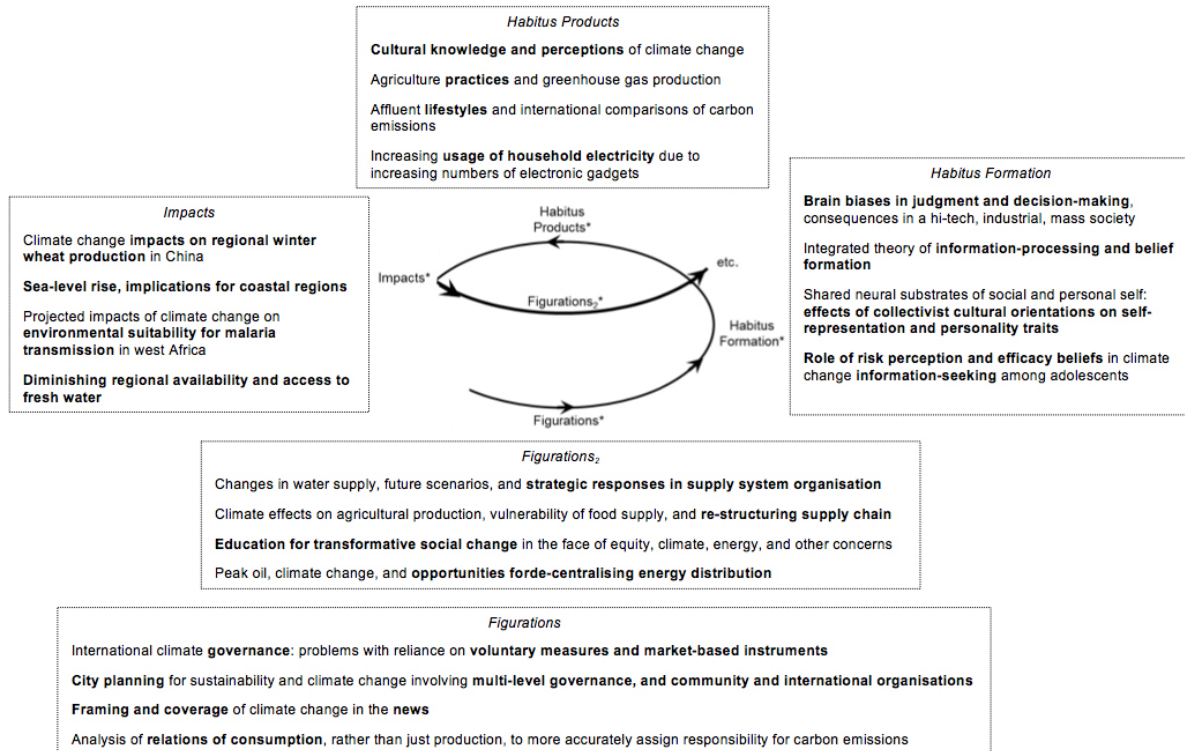 Habitus Products
Cultural knowledge and perceptions of climate change
Agriculture practices and greenhouse gas production
Affluent lifestyles and international comparisons of carbon
emissions
Increasing usage of household electricity due to
increasing numbers of electronic gadgets
Habitus Formation
Brain biases in judgment and decision-making,
consequences in a hi-tech, industrial, mass society
Integrated theory of information-processing and belief
formation
Shared neural substrates of social and personal self:
effects of collectivist cultural orientations on self-
representation and personality traits
Role of risk perception and efficacy beliefs in climate
change information-seeking among adolescents
Impacts
Climate change impacts on regional winter
wheat production in China
Sea-level rise, implications for coastal regions
Projected impacts of climate change on
environmental suitability for malaria
transmission in west Africa
Diminishing regional availability and access to
fresh water
Habitus
Products*
etc.
Impacts*
Figurations₂*
Habitus
Formation*
Figurations*
Figurations₂
Changes in water supply, future scenarios, and strategic responses in supply system organisation
Climate effects on agricultural production, vulnerability of food supply, and re-structuring supply chain
Education for transformative social change in the face of equity, climate, energy, and other concerns
Peak oil, climate change, and opportunities forde-centralising energy distribution
Figurations
International climate governance: problems with reliance on voluntary measures and market-based instruments
City planning for sustainability and climate change involving multi-level governance, and community and international organisations
Framing and coverage of climate change in the news
Analysis of relations of consumption, rather than just production, to more accurately assign responsibility for carbon emissions